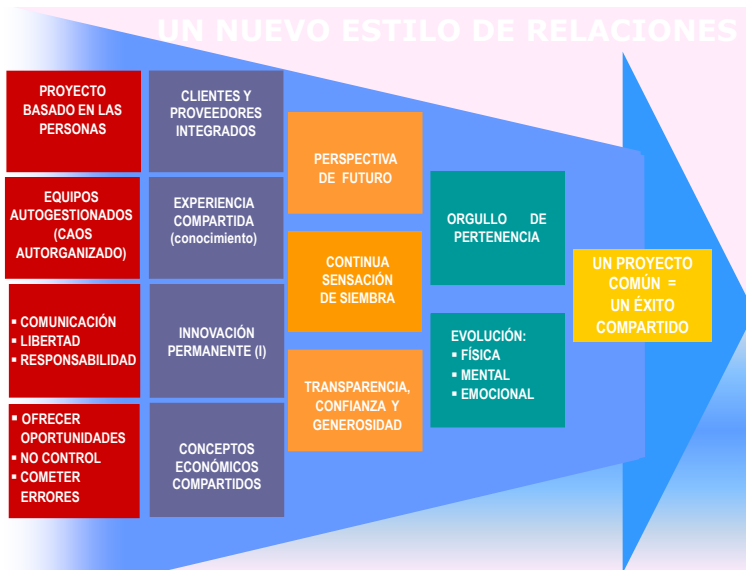 UN NUEVO ESTILO DE RELACIONES
PROYECTO
BASADO EN LAS
PERSONAS
EQUIPOS
AUTOGESTIONADOS
(CAOS
AUTORGANIZADO)
▪ COMUNICACIÓN
▪ LIBERTAD
▪ RESPONSABILIDAD
▪ OFRECER
OPORTUNIDADES
▪ NO CONTROL
▪ COMETER
ERRORES
CLIENTES Y
PROVEEDORES
INTEGRADOS
EXPERIENCIA
COMPARTIDA
(conocimiento)
INNOVACIÓN
PERMANENTE (I)
CONCEPTOS
ECONÓMICOS
COMPARTIDOS
PERSPECTIVA
DE FUTURO
CONTINUA
SENSACIÓN
DE SIEMBRA
TRANSPARENCIA,
CONFIANZA Y
GENEROSIDAD
ORGULLO DE
PERTENENCIA
EVOLUCIÓN:
▪ FÍSICA
▪ MENTAL
▪ EMOCIONAL
UN PROYECTO
COMÚN =
UN ÉXITO
COMPARTIDO